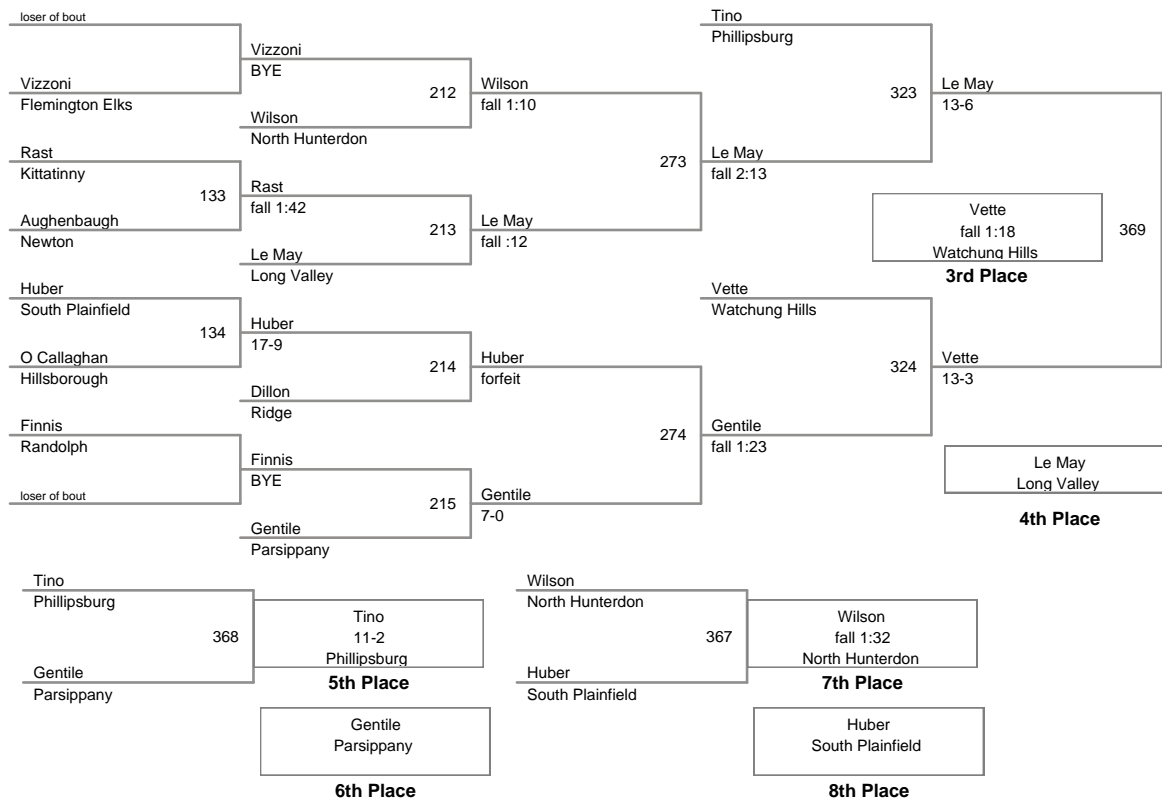 loser of bout
Vizzoni
Flemington Elks
Rast
Kittatinny
133
Aughenbaugh
Newton
Huber
South Plainfield
134
O Callaghan
Hillsborough
Finnis
Randolph
loser of bout
Vizzoni
BYE
212
Wilson
North Hunterdon
Rast
fall 1:42
213
Le May
Long Valley
Huber
17-9
214
Dillon
Ridge
Finnis
BYE
215
Gentile
Parsippany
Wilson
fall 1:10
273
Le May
fall :12
Huber
forfeit
274
Gentile
7-0
Tino
Phillipsburg
323
Le May
fall 2:13
Vette
Watchung Hills
324
Gentile
fall 1:23
Le May
13-6
369
Vette
13-3
Vette
fall 1:18
Watchung Hills
3rd Place
Le May
Long Valley
4th Place
Tino
Phillipsburg
368
Gentile
Parsippany
Tino
11-2
Phillipsburg
5th Place
Gentile
Parsippany
6th Place
Wilson
North Hunterdon
367
Huber
South Plainfield
Wilson
fall 1:32
North Hunterdon
7th Place
Huber
South Plainfield
8th Place